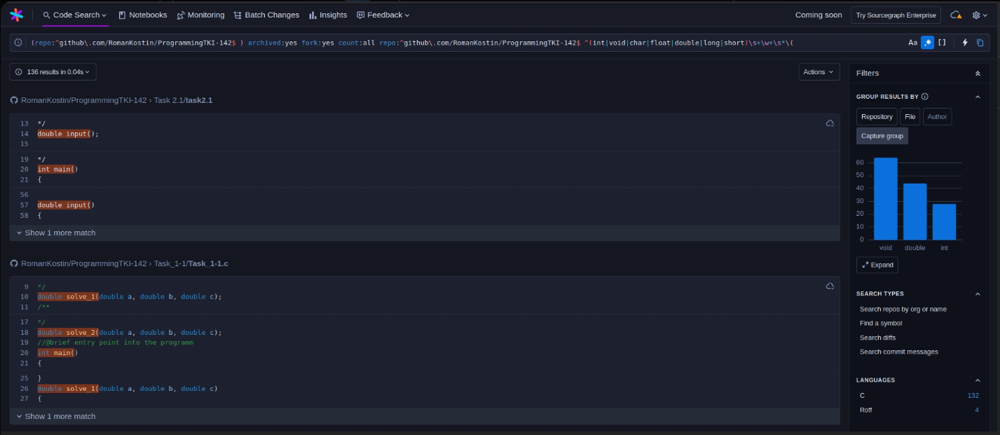 Code Search Notebooks Monitoring Batch Changes Insights Feedback Coming soon Try Sourcegraph Enterprise
(repo:^github\.com/RomanKostin/ProgrammingTKI-142$ ) archived:yes fork:yes count:all repo:^github\.com/RomanKostin/ProgrammingTKI-142$ ^(int|void|char|float|double|long|short)\s+\w+\s*\( Aa [ ]
136 results in 0.04s Actions
RomanKostin/ProgrammingTKI-142 › Task 2.1/task2.1
13 */
14 double input();
15
19 */
20 int main()
21 {
56
57 double input()
58 {
Show 1 more match
RomanKostin/ProgrammingTKI-142 › Task_1-1/Task_1-1.c
9 */
10 double solve_1(double a, double b, double c);
11 /**
17 */
18 double solve_2(double a, double b, double c);
19 //@brief entry point into the programm
20 int main()
21 {
25 }
26 double solve_1(double a, double b, double c)
27 {
Show 1 more match
Filters
GROUP RESULTS BY
Repository File Author
Capture group
60
50
40
30
20
10
0
void double int
Expand
SEARCH TYPES
Search repos by org or name
Find a symbol
Search diffs
Search commit messages
LANGUAGES
C 132
Roff 4